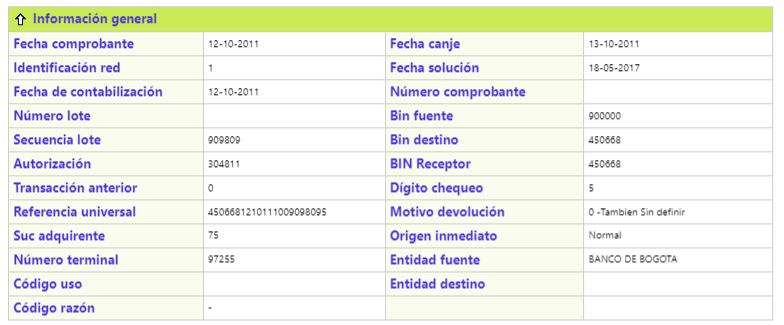 Información general
Fecha comprobante 12-10-2011 Fecha canje 13-10-2011
Identificación red 1 Fecha solución 18-05-2017
Fecha de contabilización 12-10-2011 Número comprobante
Número lote Bin fuente 900000
Secuencia lote 909809 Bin destino 450668
Autorización 304811 BIN Receptor 450668
Transacción anterior 0 Dígito chequeo 5
Referencia universal 4506681210111009098095 Motivo devolución 0 -Tambien Sin definir
Suc adquirente 75 Origen inmediato Normal
Número terminal 97255 Entidad fuente BANCO DE BOGOTA
Código uso Entidad destino
Código razón -